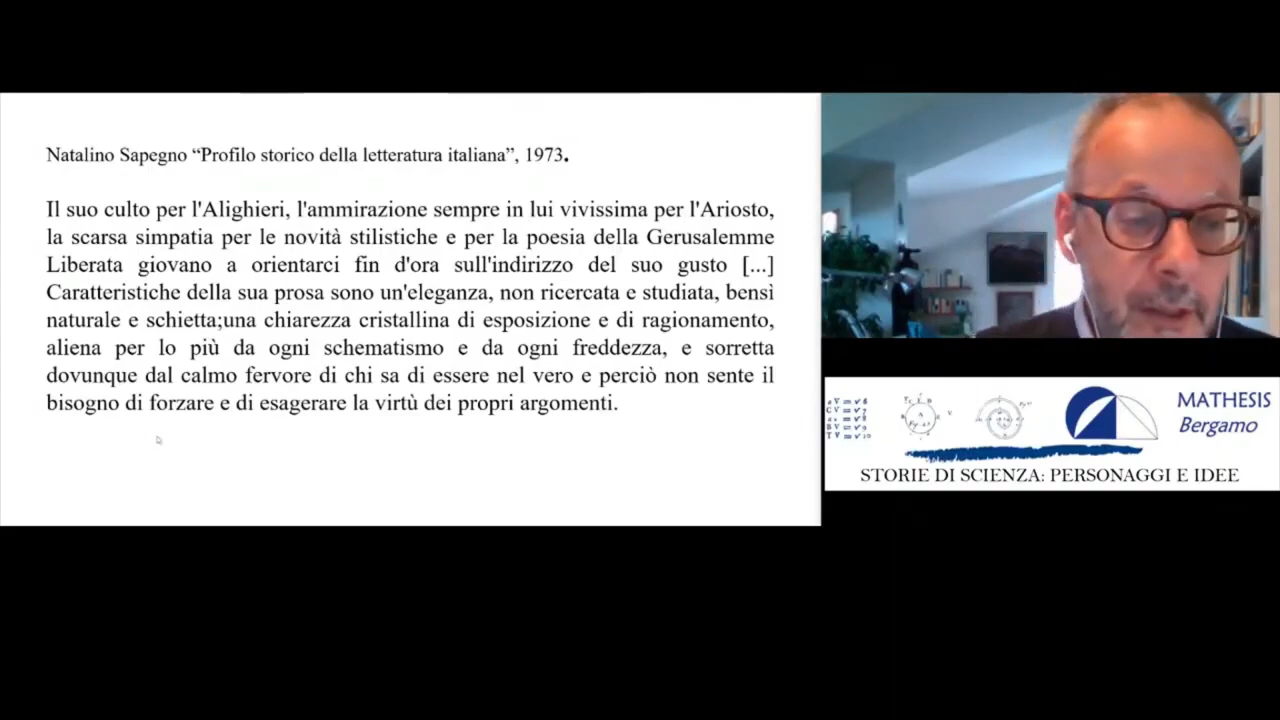 Natalino Sapegno “Profilo storico della letteratura italiana”, 1973.
Il suo culto per l'Alighieri, l'ammirazione sempre in lui vivissima per l'Ariosto,
la scarsa simpatia per le novità stilistiche e per la poesia della Gerusalemme
Liberata giovano a orientarci fin d'ora sull'indirizzo del suo gusto [...]
Caratteristiche della sua prosa sono un'eleganza, non ricercata e studiata, bensì
naturale e schietta;una chiarezza cristallina di esposizione e di ragionamento,
aliena per lo più da ogni schematismo e da ogni freddezza, e sorretta
dovunque dal calmo fervore di chi sa di essere nel vero e perciò non sente il
bisogno di forzare e di esagerare la virtù dei propri argomenti.
MATHESIS
Bergamo
STORIE DI SCIENZA: PERSONAGGI E IDEE